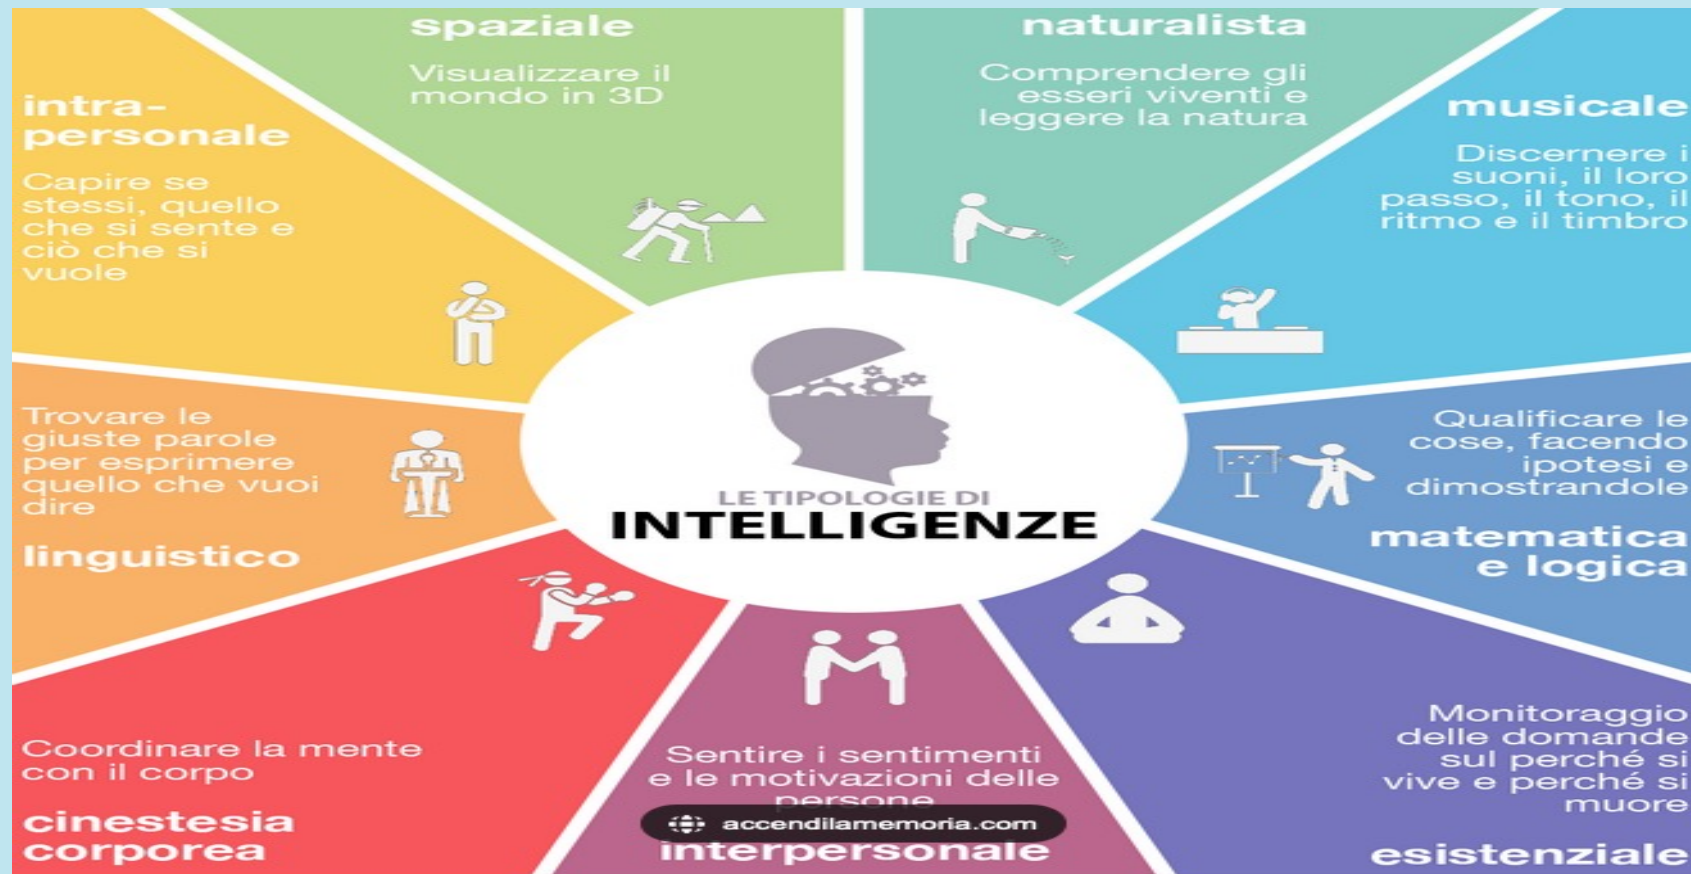 spaziale
Visualizzare il
mondo in 3D
naturalista
Comprendere gli
esseri viventi e
leggere la natura
intra-
personale
Capire se
stessi, quello
che si sente e
ciò che si
vuole
musicale
Discernere i
suoni, il loro
passo, il tono, il
ritmo e il timbro
Trovare le
giuste parole
per esprimere
quello che vuoi
dire
linguistico
LE TIPOLOGIE DI
INTELLIGENZE
Qualificare le
cose, facendo
ipotesi e
dimostrandole
matematica
e logica
Coordinare la mente
con il corpo
cinestesia
corporea
Sentire i sentimenti
e le motivazioni delle
persone
accendilamemoria.com
interpersonale
Monitoraggio
delle domande
sul perché si
vive e perché si
muore
esistenziale